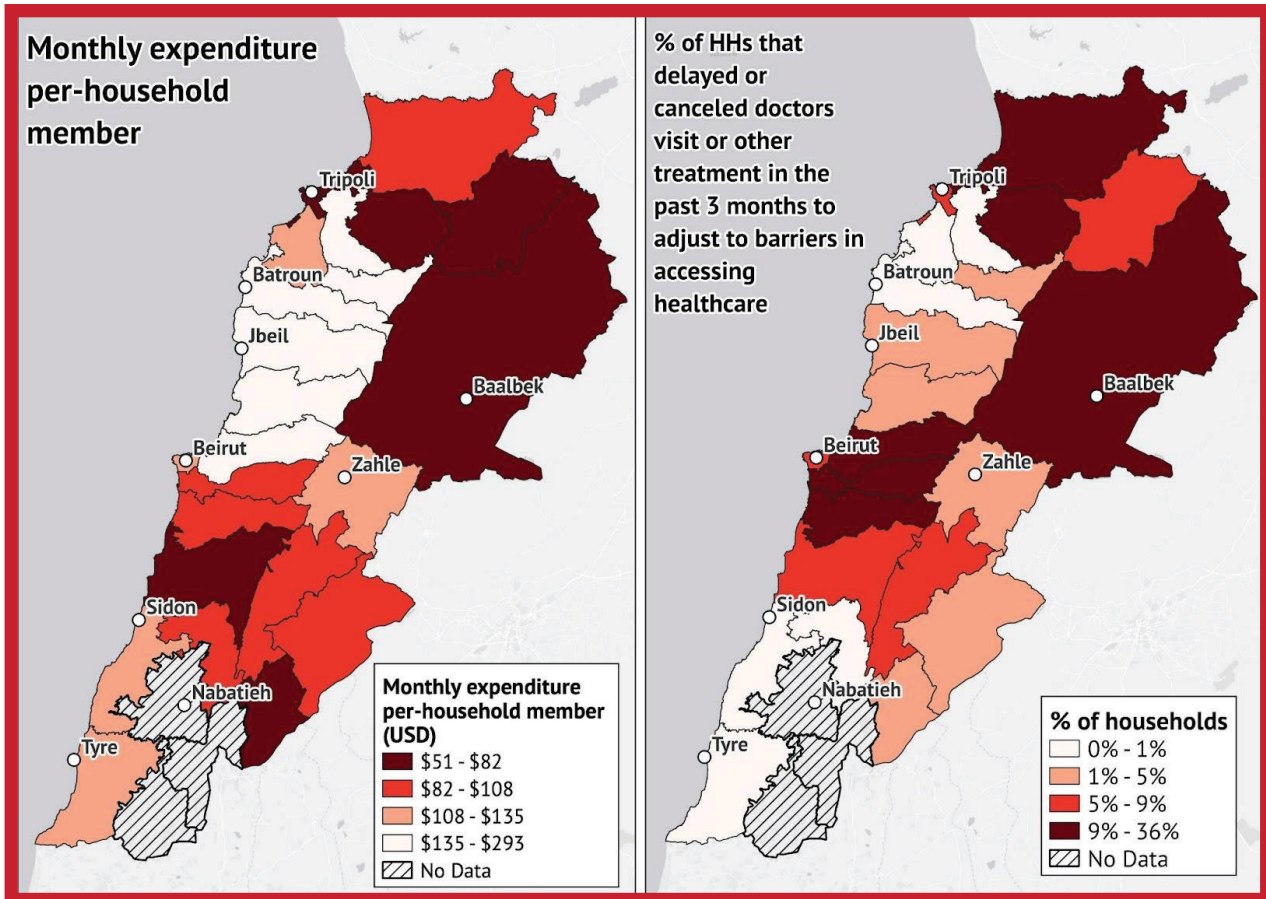 Monthly expenditure
per-household
member
Tripoli
Batroun
Jbeil
Baalbek
Beirut
Zahle
Sidon
Nabatieh
Tyre
Monthly expenditure
per-household member
(USD)
$51 - $82
$82 - $108
$108 - $135
$135 - $293
No Data
% of HHs that
delayed or
canceled doctors
visit or other
treatment in the
past 3 months to
adjust to barriers in
accessing
healthcare
Tripoli
Batroun
Jbeil
Baalbek
Beirut
Zahle
Sidon
Nabatieh
Tyre
% of households
0% - 1%
1% - 5%
5% - 9%
9% - 36%
No Data